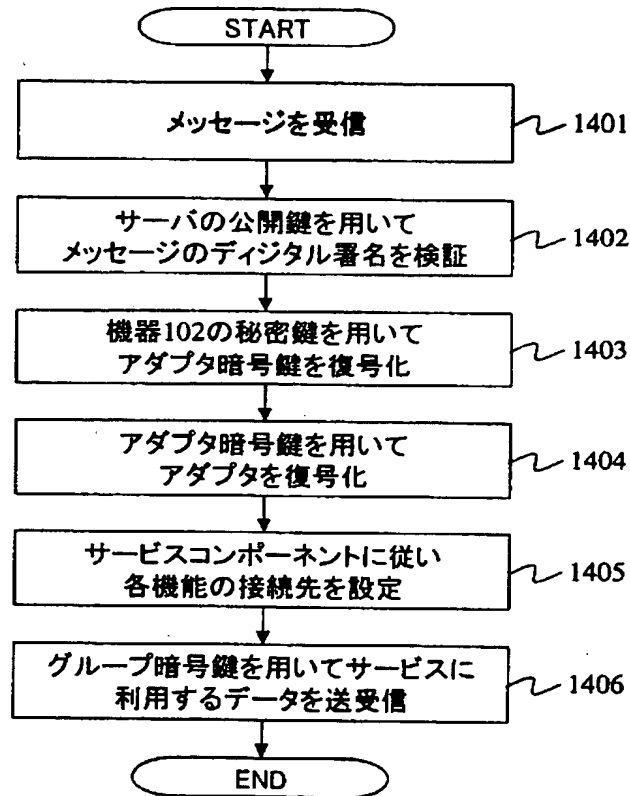 START
メッセージを受信
1401
サーバの公開鍵を用いて
メッセージのディジタル署名を検証
1402
機器102の秘密鍵を用いて
アダプタ暗号鍵を復号化
1403
アダプタ暗号鍵を用いて
アダプタを復号化
1404
サービスコンポーネントに従い
各機能の接続先を設定
1405
グループ暗号鍵を用いてサービスに
利用するデータを送受信
1406
END